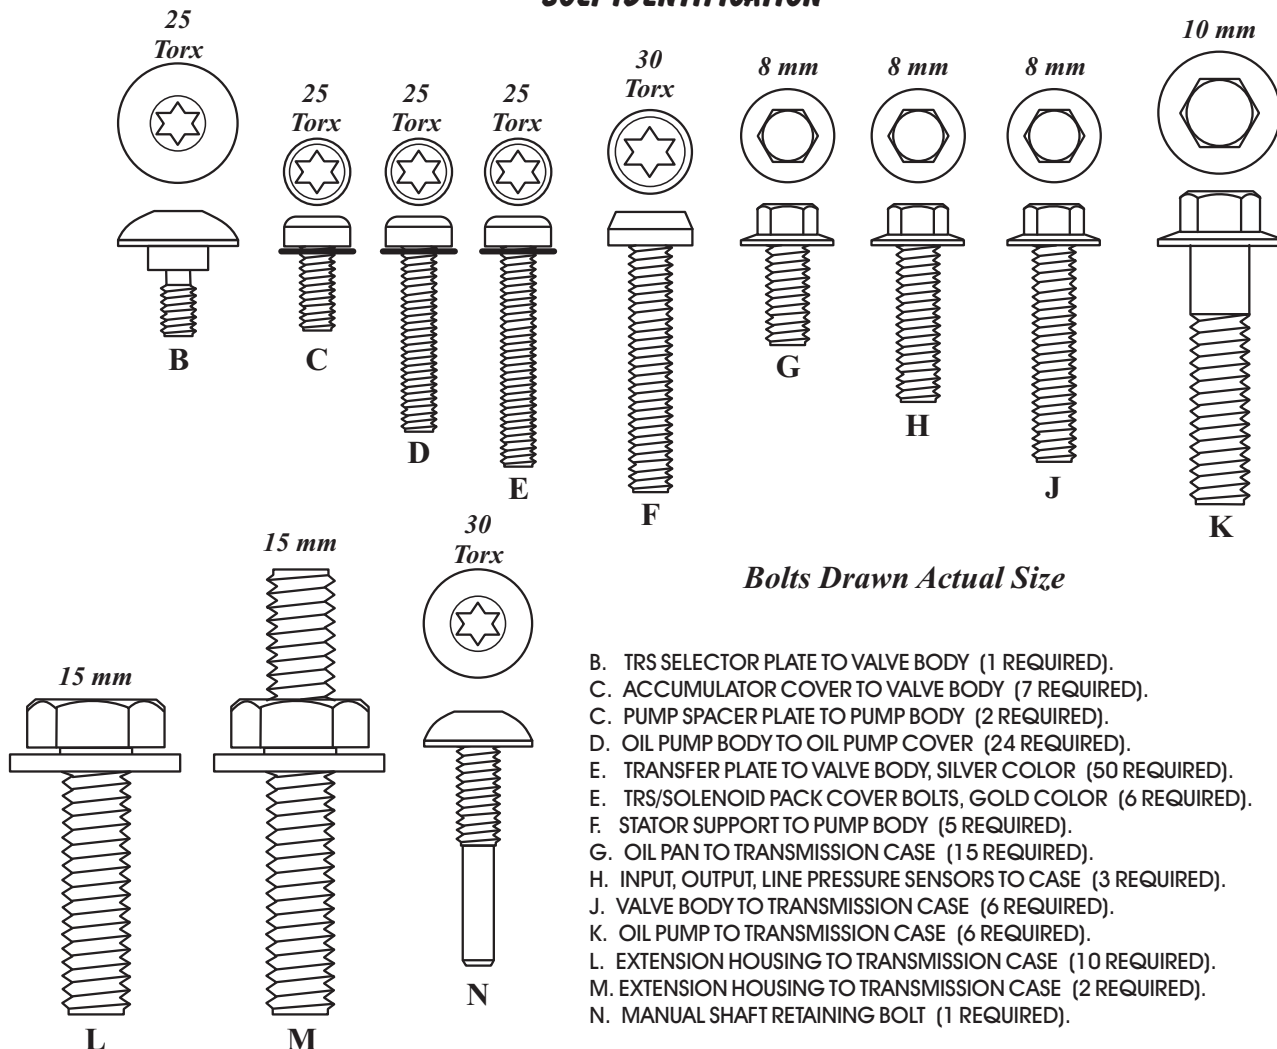 BOLT IDENTIFICATION
25
Torx
25
Torx
25
Torx
25
Torx
30
Torx
8 mm
8 mm
8 mm
10 mm
B
C
D
E
F
G
H
J
K
15 mm
15 mm
30
Torx
L
M
N
Bolts Drawn Actual Size
B. TRS SELECTOR PLATE TO VALVE BODY (1 REQUIRED).
C. ACCUMULATOR COVER TO VALVE BODY (7 REQUIRED).
C. PUMP SPACER PLATE TO PUMP BODY (2 REQUIRED).
D. OIL PUMP BODY TO OIL PUMP COVER (24 REQUIRED).
E. TRANSFER PLATE TO VALVE BODY, SILVER COLOR (50 REQUIRED).
E. TRS/SOLENOID PACK COVER BOLTS, GOLD COLOR (6 REQUIRED).
F. STATOR SUPPORT TO PUMP BODY (5 REQUIRED).
G. OIL PAN TO TRANSMISSION CASE (15 REQUIRED).
H. INPUT, OUTPUT, LINE PRESSURE SENSORS TO CASE (3 REQUIRED).
J. VALVE BODY TO TRANSMISSION CASE (6 REQUIRED).
K. OIL PUMP TO TRANSMISSION CASE (6 REQUIRED).
L. EXTENSION HOUSING TO TRANSMISSION CASE (10 REQUIRED).
M. EXTENSION HOUSING TO TRANSMISSION CASE (2 REQUIRED).
N. MANUAL SHAFT RETAINING BOLT (1 REQUIRED).